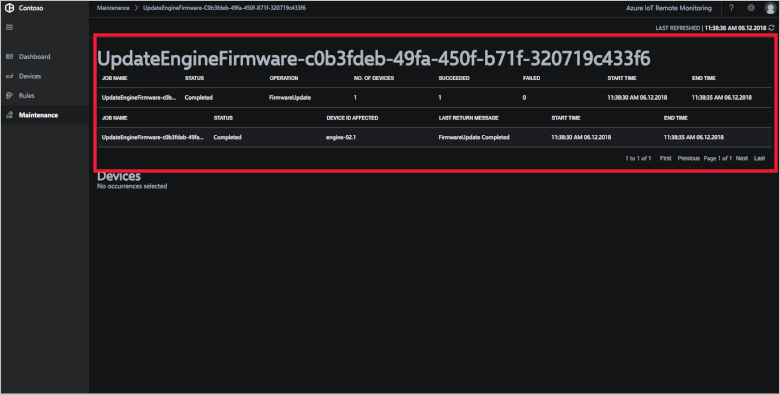 Contoso
Maintenance > UpdateEngineFirmware-C0b3fdeb-49fa-450f-B71f-320719c433f6
Azure IoT Remote Monitoring
?
LAST REFRESHED | 11:38:36 AM 06.12.2018
Dashboard
Devices
Rules
Maintenance
UpdateEngineFirmware-c0b3fdeb-49fa-450f-b71f-320719c433f6
JOB NAME STATUS OPERATION NO. OF DEVICES SUCCEEDED FAILED START TIME END TIME
UpdateEngineFirmware-c0b... Completed FirmwareUpdate 1 1 0 11:38:30 AM 06.12.2018 11:38:35 AM 06.12.2018
JOB NAME STATUS DEVICE ID AFFECTED LAST RETURN MESSAGE START TIME END TIME
UpdateEngineFirmware-c0b3fdeb-49fa... Completed engine-02.1 FirmwareUpdate Completed 11:38:30 AM 06.12.2018 11:38:35 AM 06.12.2018
1 to 1 of 1 First Previous Page 1 of 1 Next Last
Devices
No occurrences selected